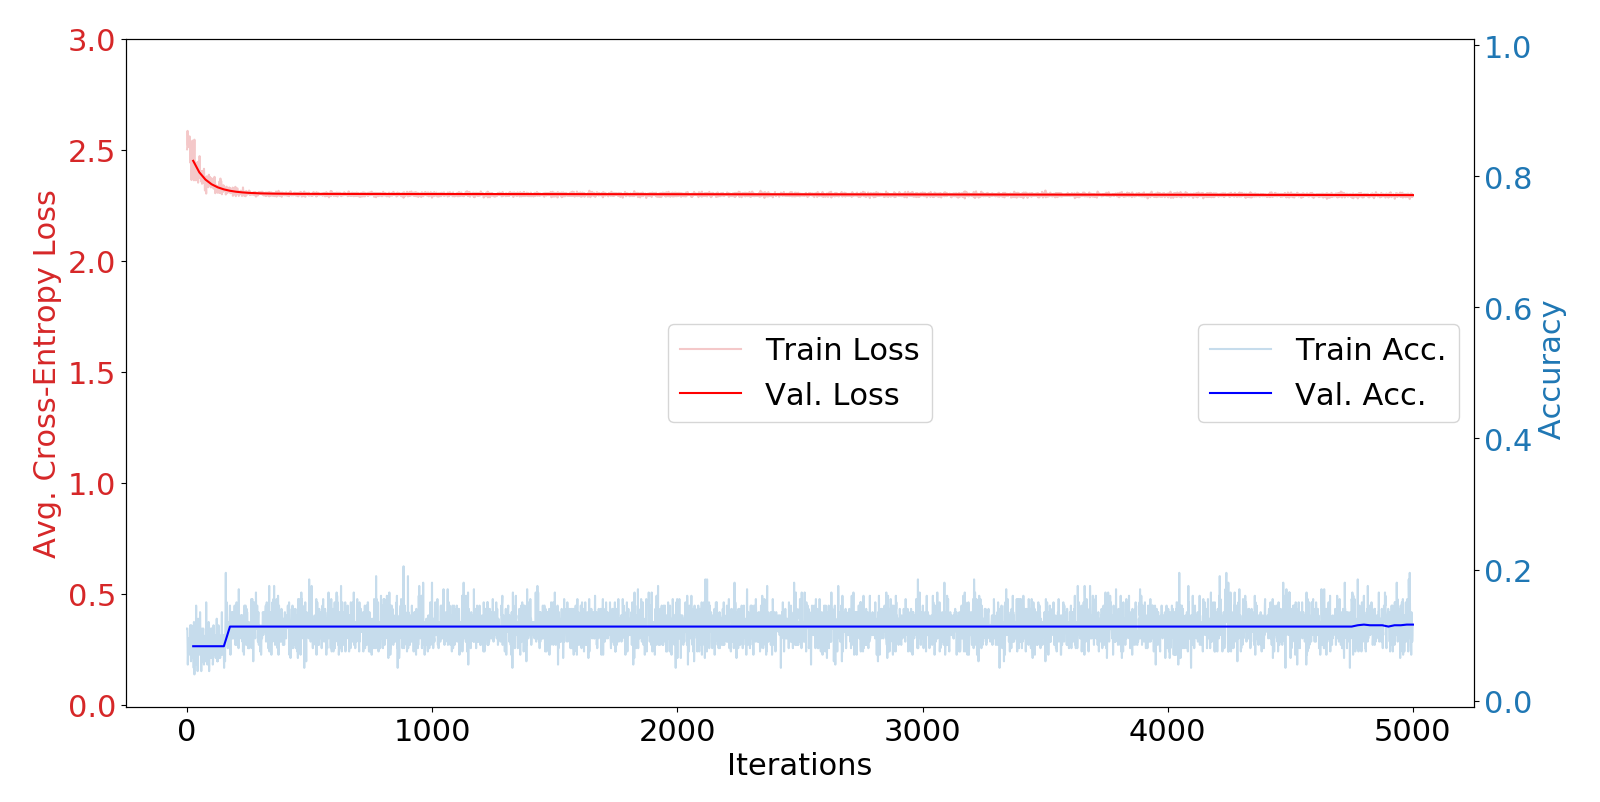 3.0
2.5
2.0
1.5
1.0
0.5
0.0
Avg. Cross-Entropy Loss
Train Loss
Val. Loss
Train Acc.
Val. Acc.
1.0
0.8
0.6
0.4
0.2
0.0
Accuracy
0 1000 2000 3000 4000 5000
Iterations